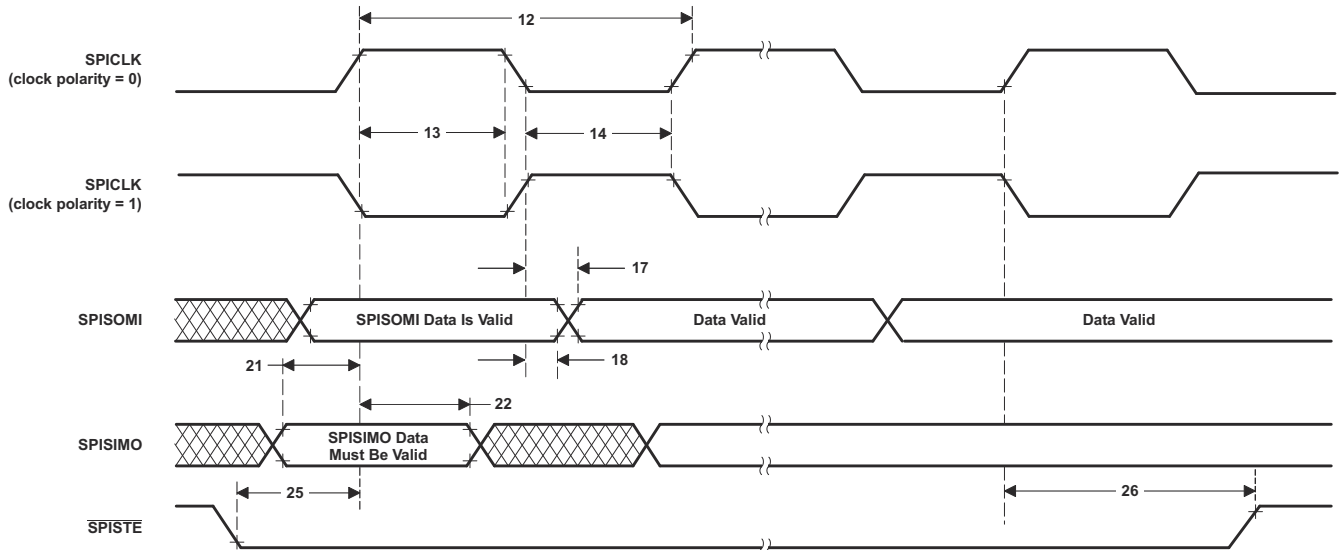 12
SPICLK
(clock polarity = 0)
13
14
SPICLK
(clock polarity = 1)
17
SPISOMI
SPISOMI Data Is Valid
Data Valid
Data Valid
21
18
22
SPISIMO
SPISIMO Data
Must Be Valid
25
26
SPISTE